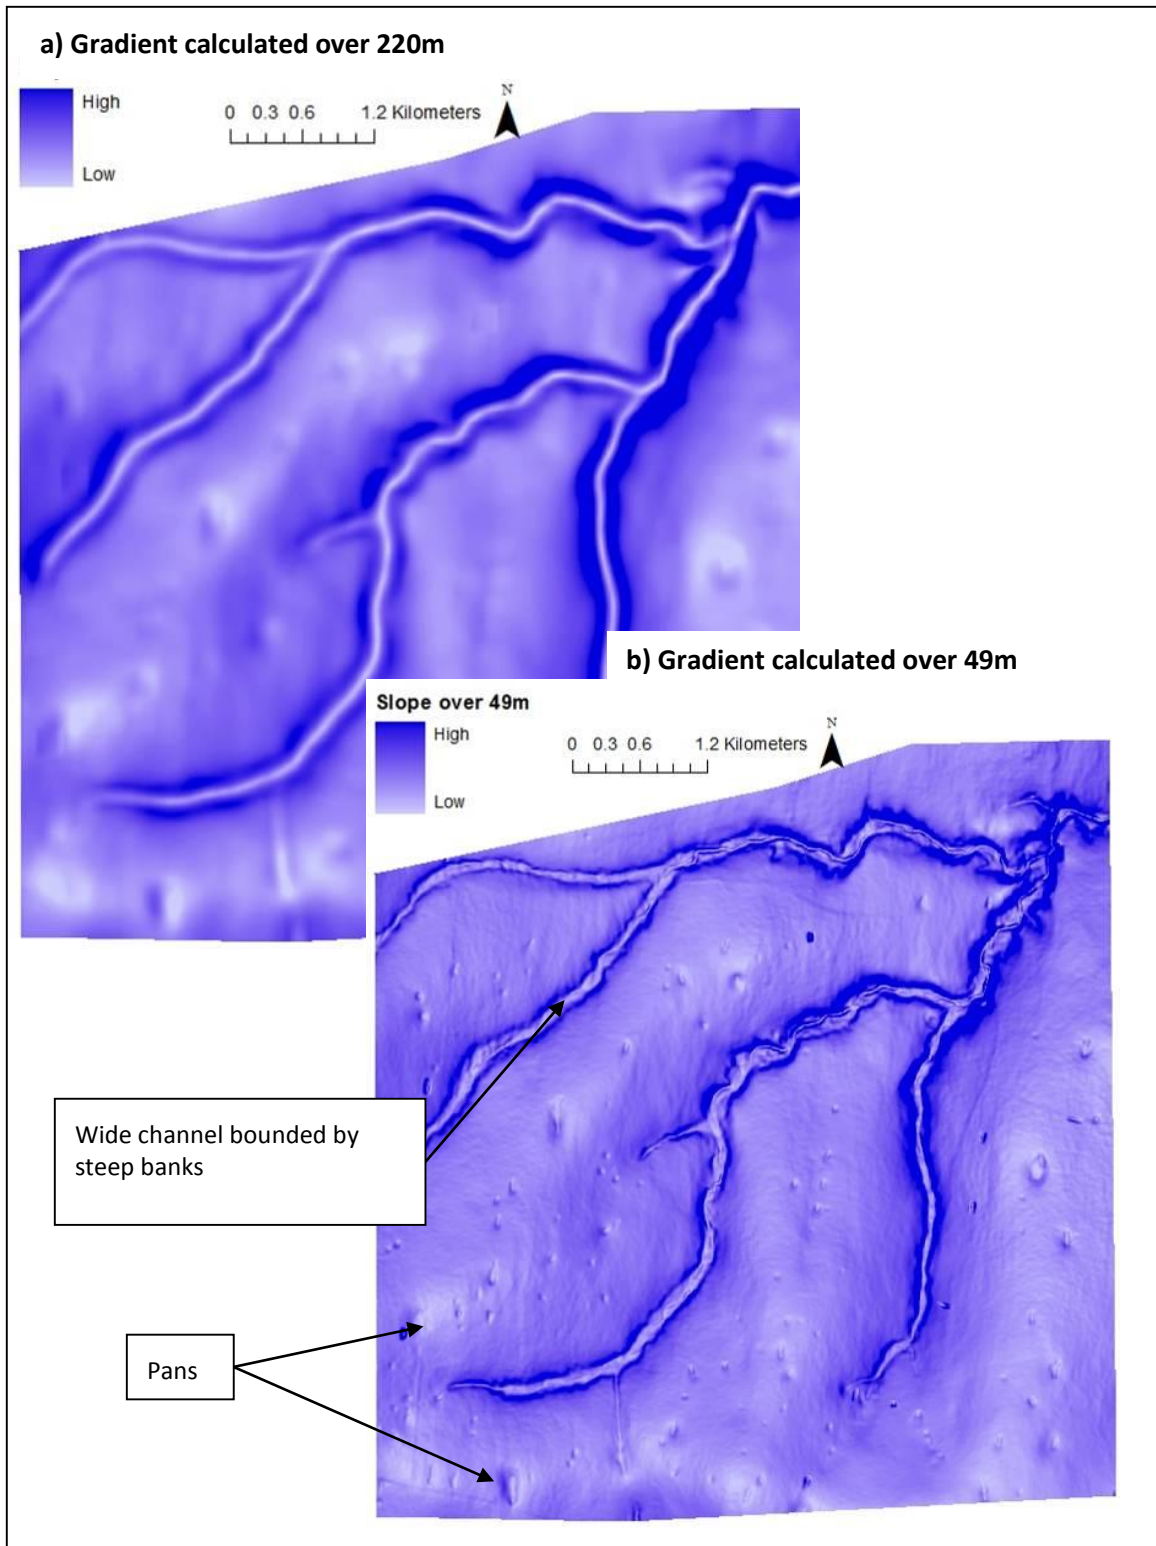 a) Gradient calculated over 220m
High
Low
0 0.3 0.6 1.2 Kilometers
N
b) Gradient calculated over 49m
Slope over 49m
High
Low
0 0.3 0.6 1.2 Kilometers
N
Wide channel bounded by
steep banks
Pans